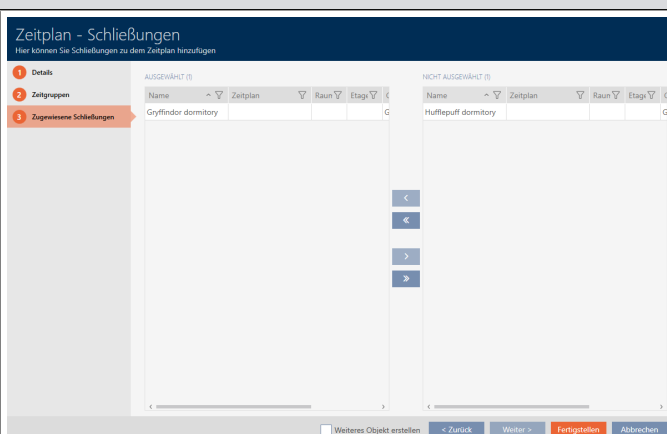 Zeitplan - Schließungen
Hier können Sie Schließungen zu dem Zeitplan hinzufügen
1 Details
2 Zeitgruppen
3 Zugewiesene Schließungen
AUSGEWÄHLT (1)
Name Zeitplan Raun Etage
Gryffindor dormitory G
NICHT AUSGEWÄHLT (1)
Name Zeitplan Raun Etage
Hufflepuff dormitory G
Weiteres Objekt erstellen
< Zurück
Weiter >
Fertigstellen
Abbrechen